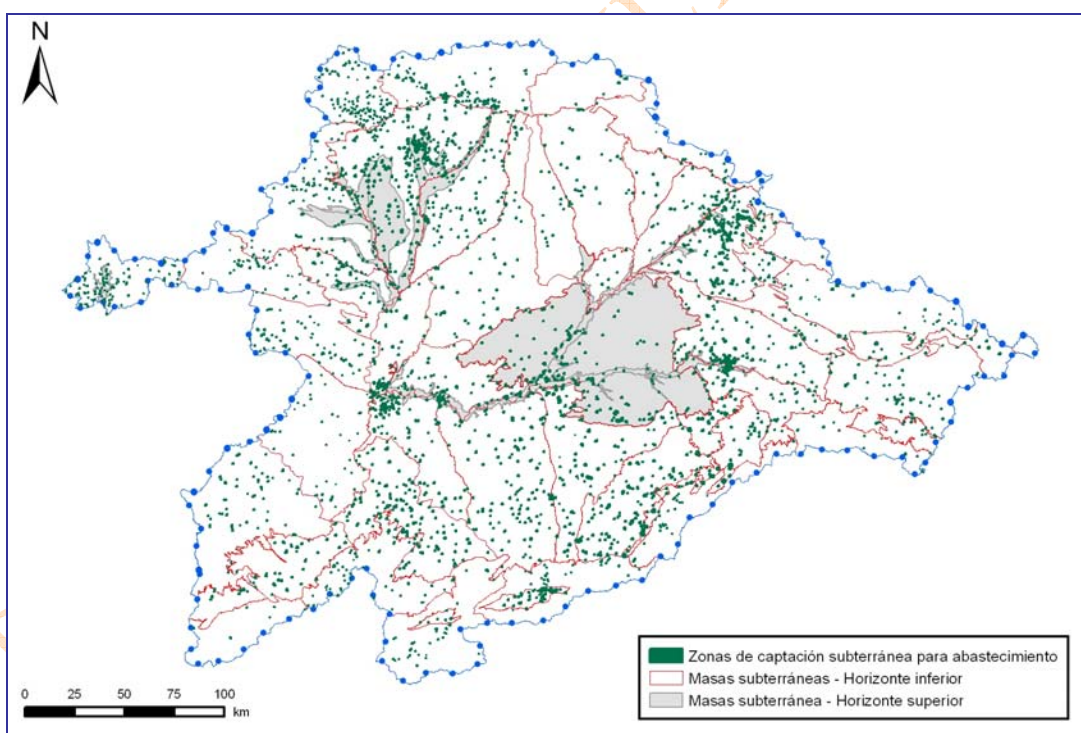 N
Zonas de captación subterránea para abastecimiento
Masas subterráneas - Horizonte inferior
Masas subterránea - Horizonte superior
0 25 50 75 100
km